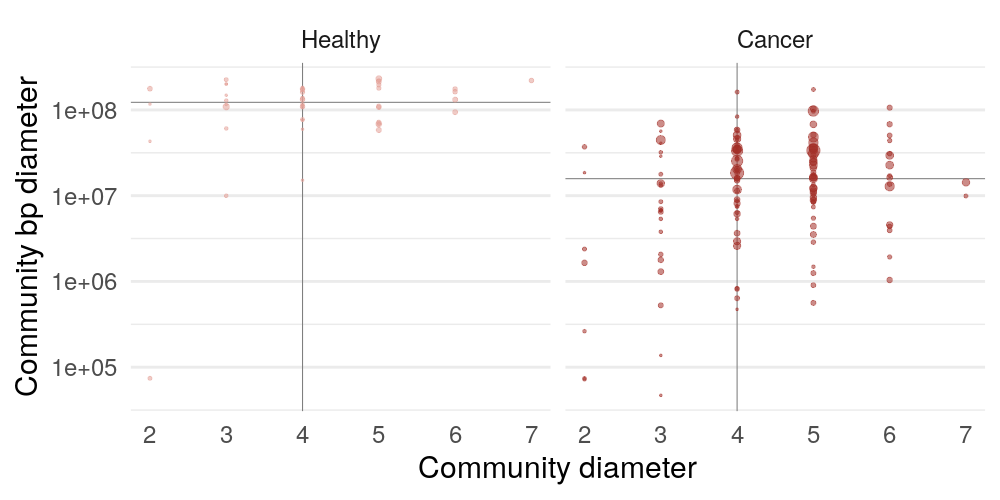 Healthy
Cancer
Community bp diameter
1e+08
1e+07
1e+06
1e+05
2 3 4 5 6 7
2 3 4 5 6 7
Community diameter